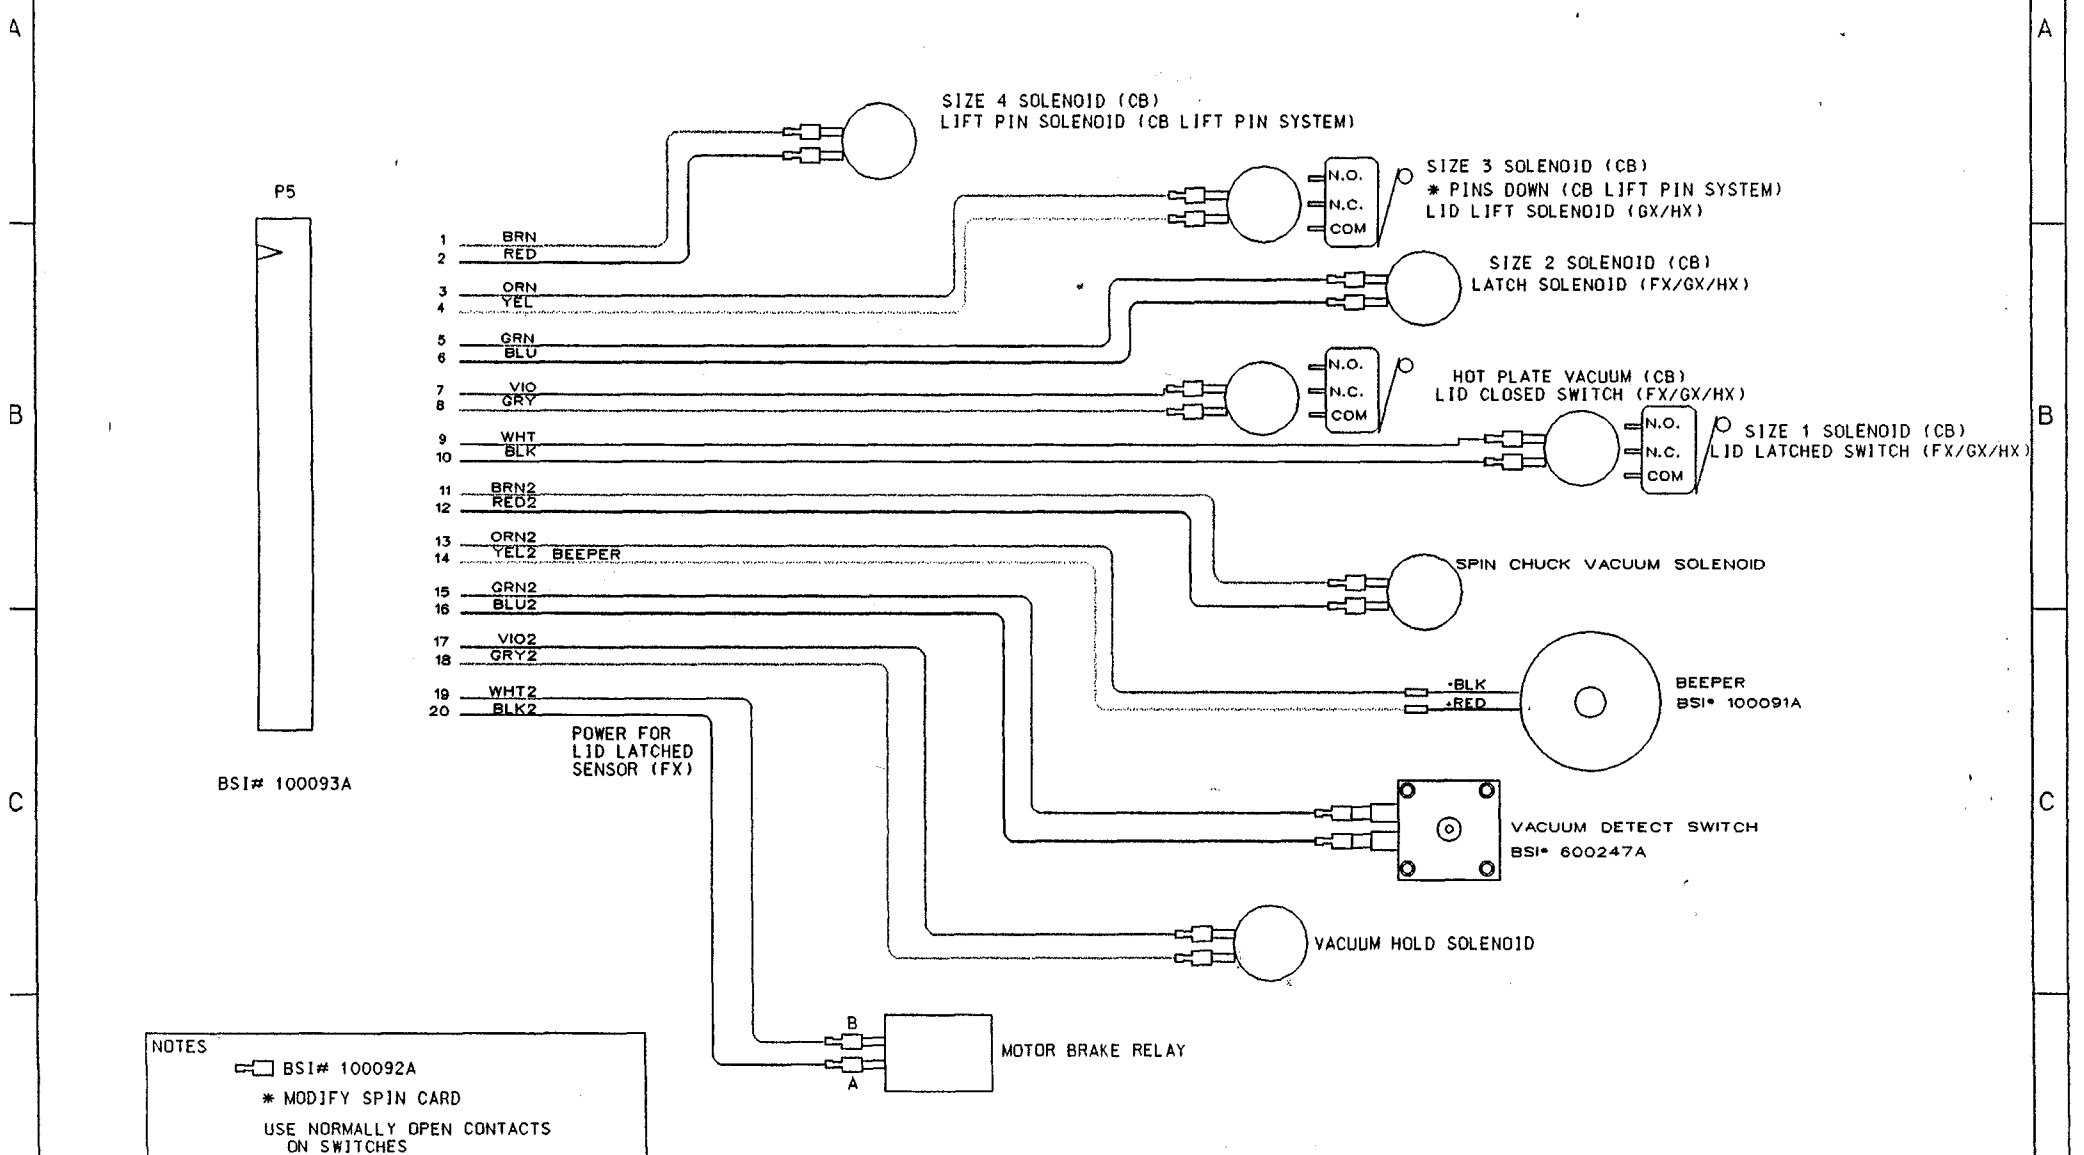 A
A
SIZE 4 SOLENOID (CB)
LIFT PIN SOLENOID (CB LIFT PIN SYSTEM)
P5
N.O.
N.C.
COM
SIZE 3 SOLENOID (CB)
* PINS DOWN (CB LIFT PIN SYSTEM)
LID LIFT SOLENOID (GX/HX)
1 BRN
2 RED
SIZE 2 SOLENOID (CB)
LATCH SOLENOID (FX/GX/HX)
3 ORN
4 YEL
5 GRN
6 BLU
N.O.
N.C.
COM
HOT PLATE VACUUM (CB)
LID CLOSED SWITCH (FX/GX/HX)
7 VIO
8 GRY
B
B
N.O.
N.C.
COM
SIZE 1 SOLENOID (CB)
LID LATCHED SWITCH (FX/GX/HX)
9 WHT
10 BLK
11 BRN2
12 RED2
13 ORN2
14 YEL2 BEEPER
SPIN CHUCK VACUUM SOLENOID
15 GRN2
16 BLU2
17 VIO2
18 GRY2
19 WHT2
20 BLK2
-BLK
+RED
BEEPER
BSI# 100091A
POWER FOR
LID LATCHED
SENSOR (FX)
BSI# 100093A
C
C
VACUUM DETECT SWITCH
BSI# 600247A
VACUUM HOLD SOLENOID
B
A
MOTOR BRAKE RELAY
NOTES
BSI# 100092A
* MODIFY SPIN CARD
USE NORMALLY OPEN CONTACTS
ON SWITCHES